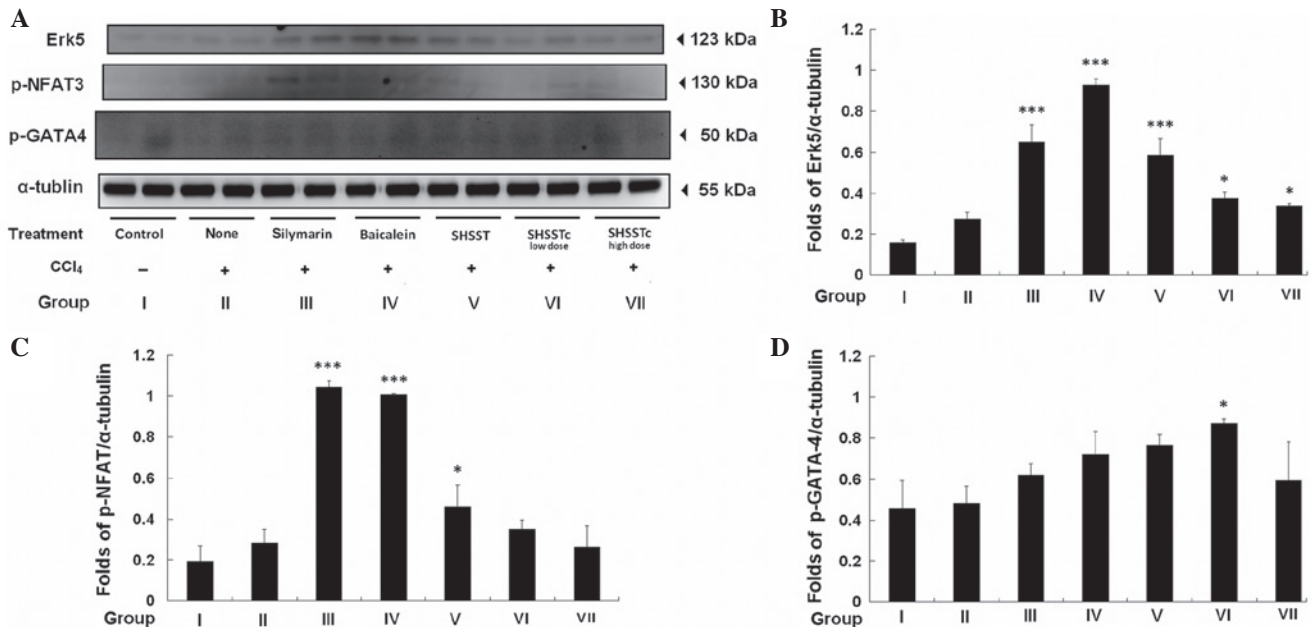 A
Erk5
◄ 123 kDa
p-NFAT3
◄ 130 kDa
p-GATA4
◄ 50 kDa
α-tublin
◄ 55 kDa
Treatment Control None Silymarin Baicalein SHSST SHSSTc low dose SHSSTc high dose
CCl₄ – + + + + + +
Group I II III IV V VI VII
B
Folds of Erk5/α-tubulin
1.2
1
0.8
0.6
0.4
0.2
0
***
***
***
*
*
Group I II III IV V VI VII
C
Folds of p-NFAT/α-tubulin
1.2
1
0.8
0.6
0.4
0.2
0
***
***
*
Group I II III IV V VI VII
D
Folds of p-GATA-4/α-tubulin
1.2
1
0.8
0.6
0.4
0.2
0
*
Group I II III IV V VI VII